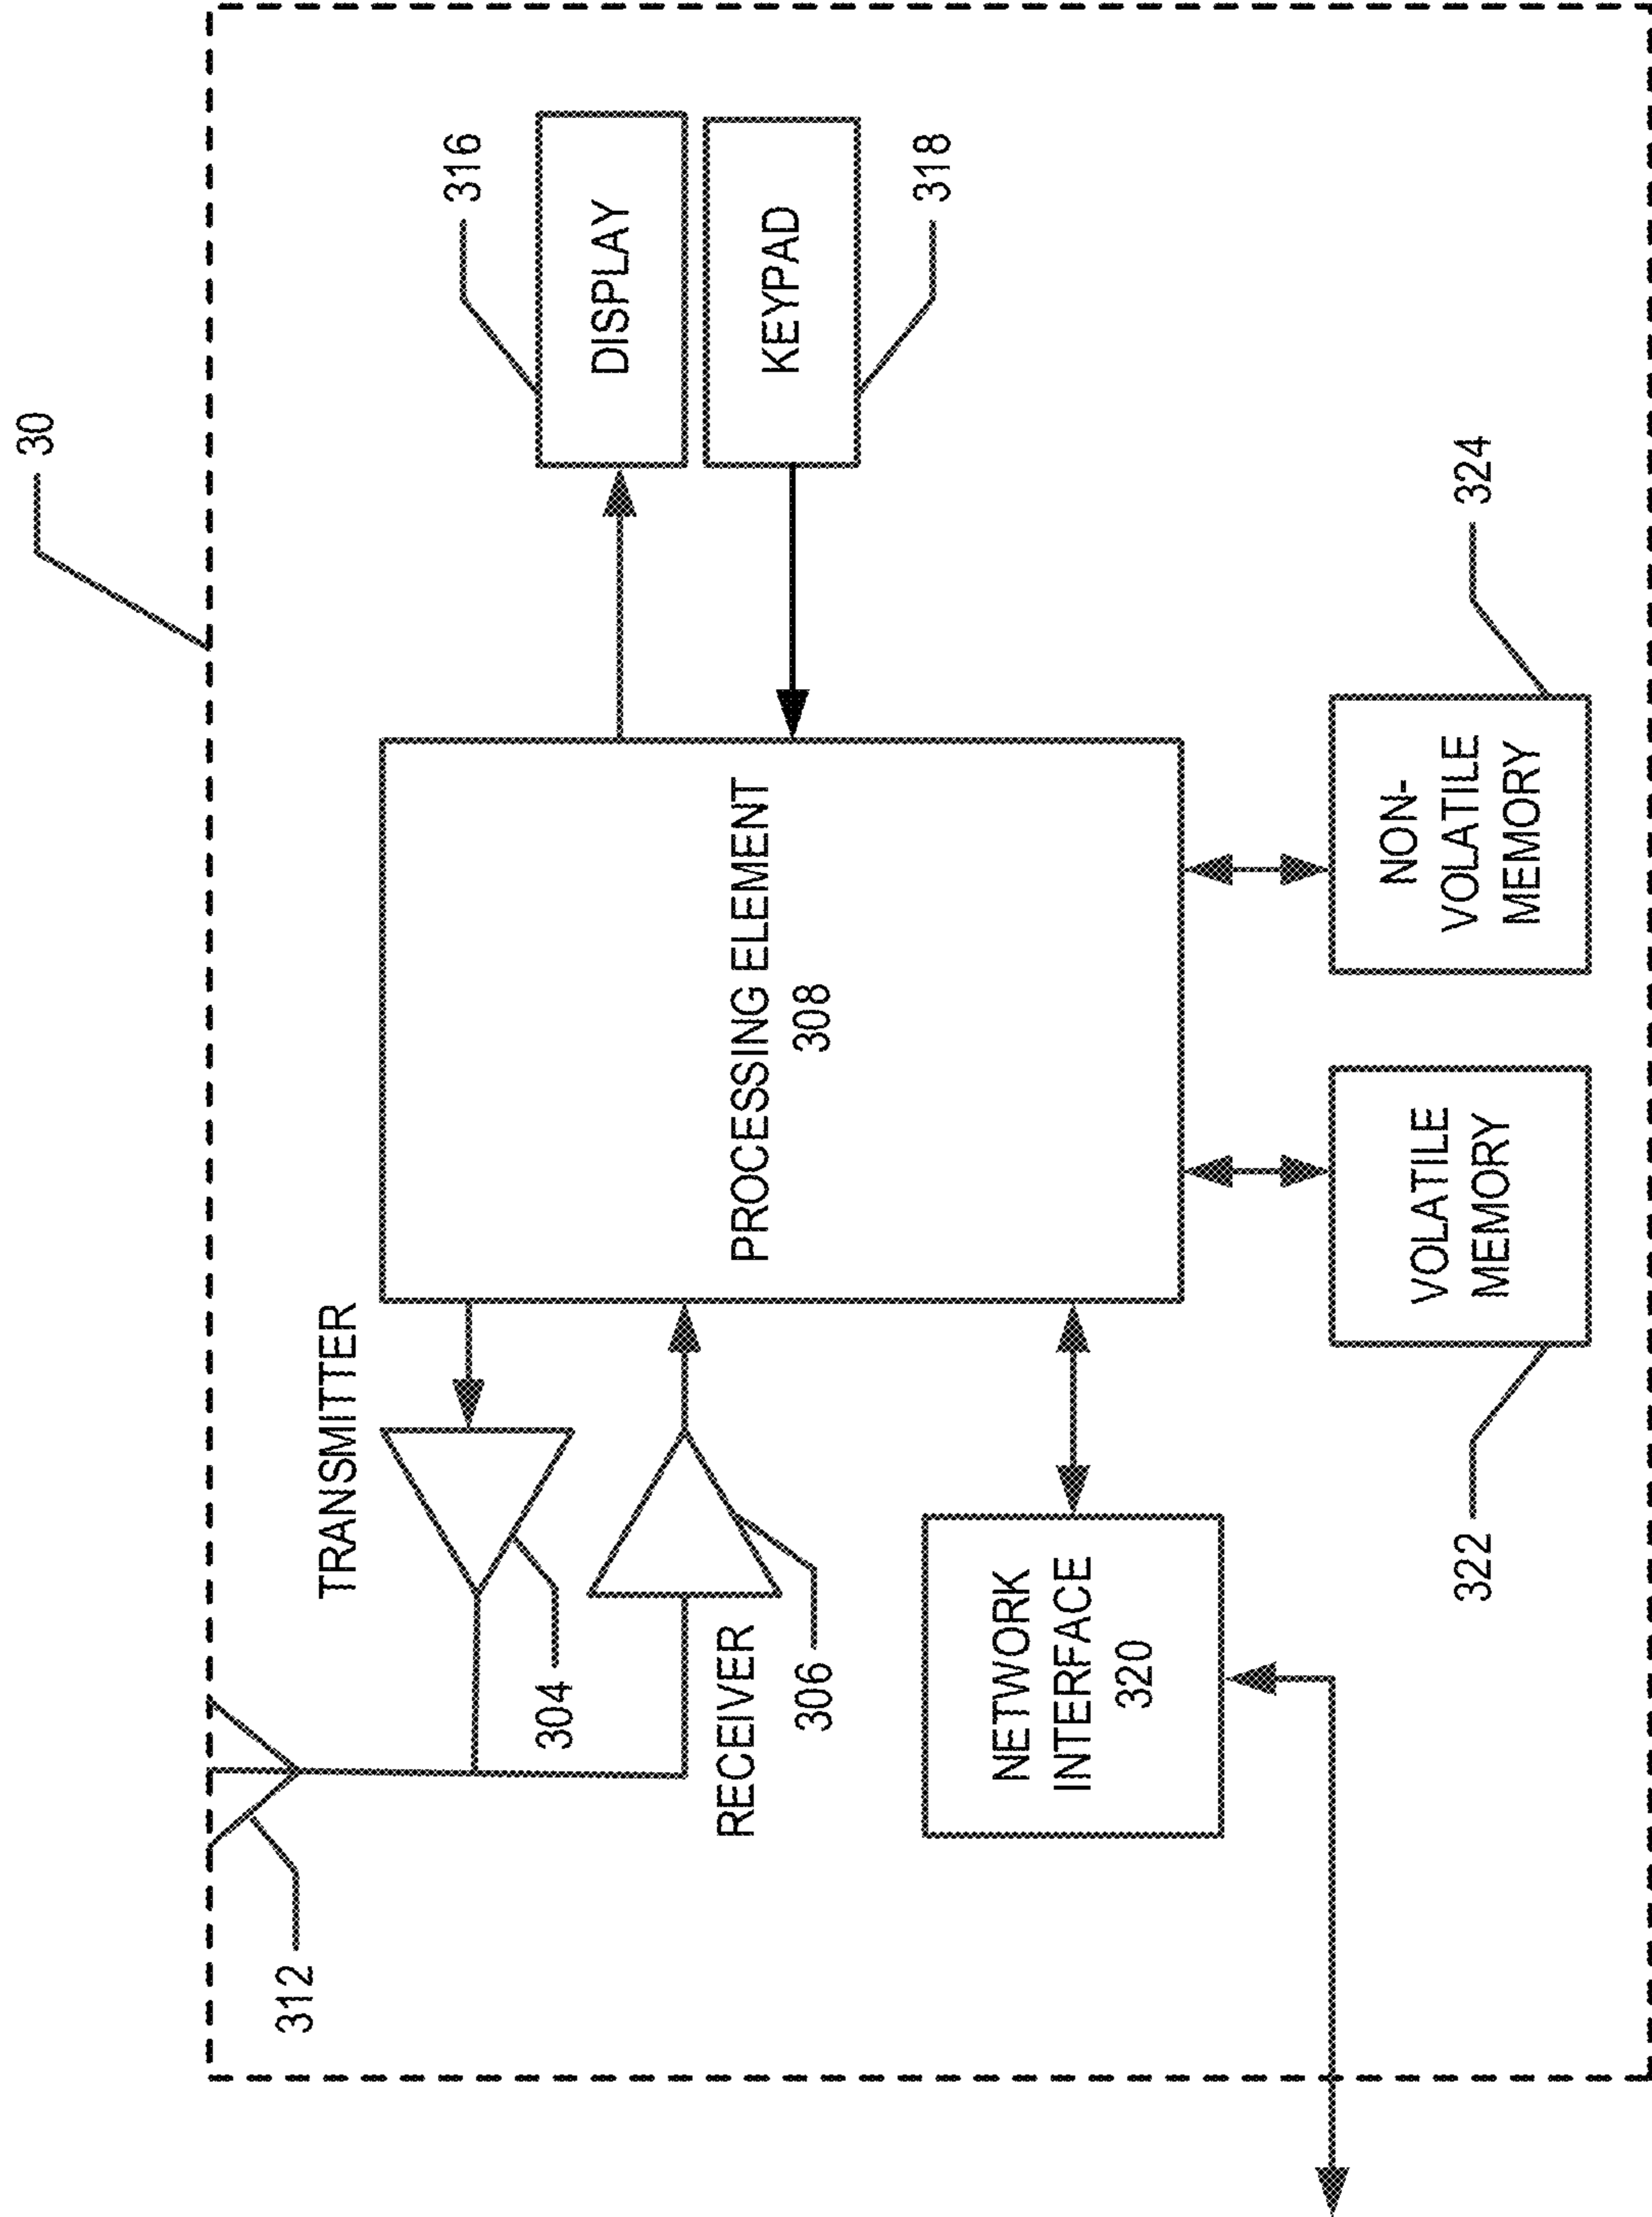 30
312
TRANSMITTER
304
RECEIVER
306
PROCESSING ELEMENT
308
316
DISPLAY
KEYPAD
318
NETWORK
INTERFACE
320
322
VOLATILE
MEMORY
NON-
VOLATILE
MEMORY
324